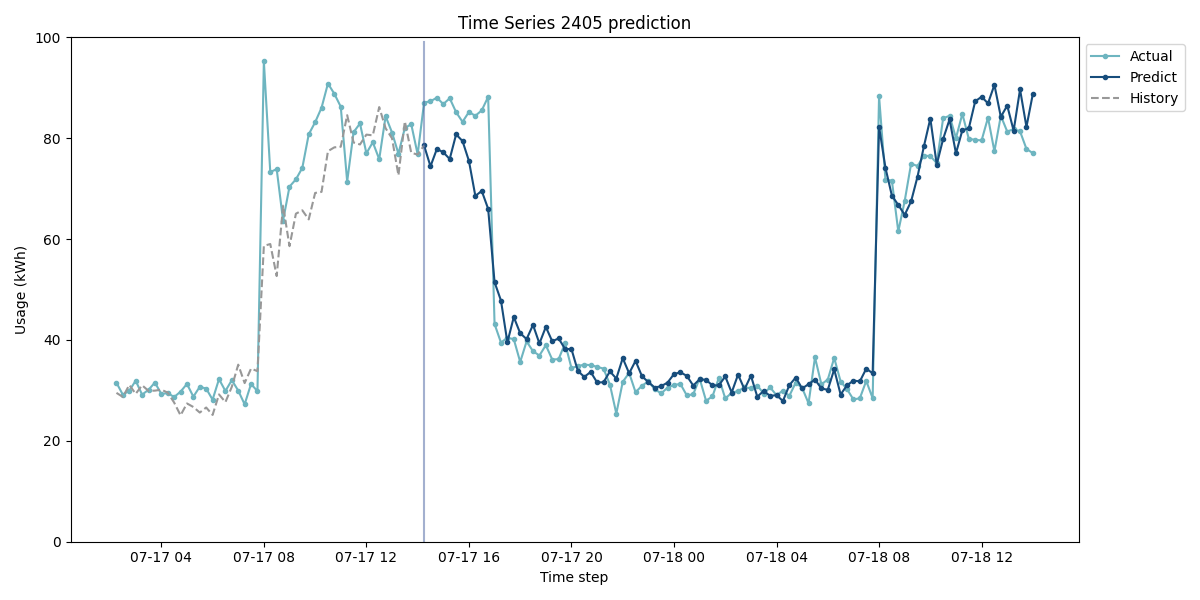 Time Series 2405 prediction
Usage (kWh)
100
80
60
40
20
0
07-17 04 07-17 08 07-17 12 07-17 16 07-17 20 07-18 00 07-18 04 07-18 08 07-18 12
Time step
Actual
Predict
History